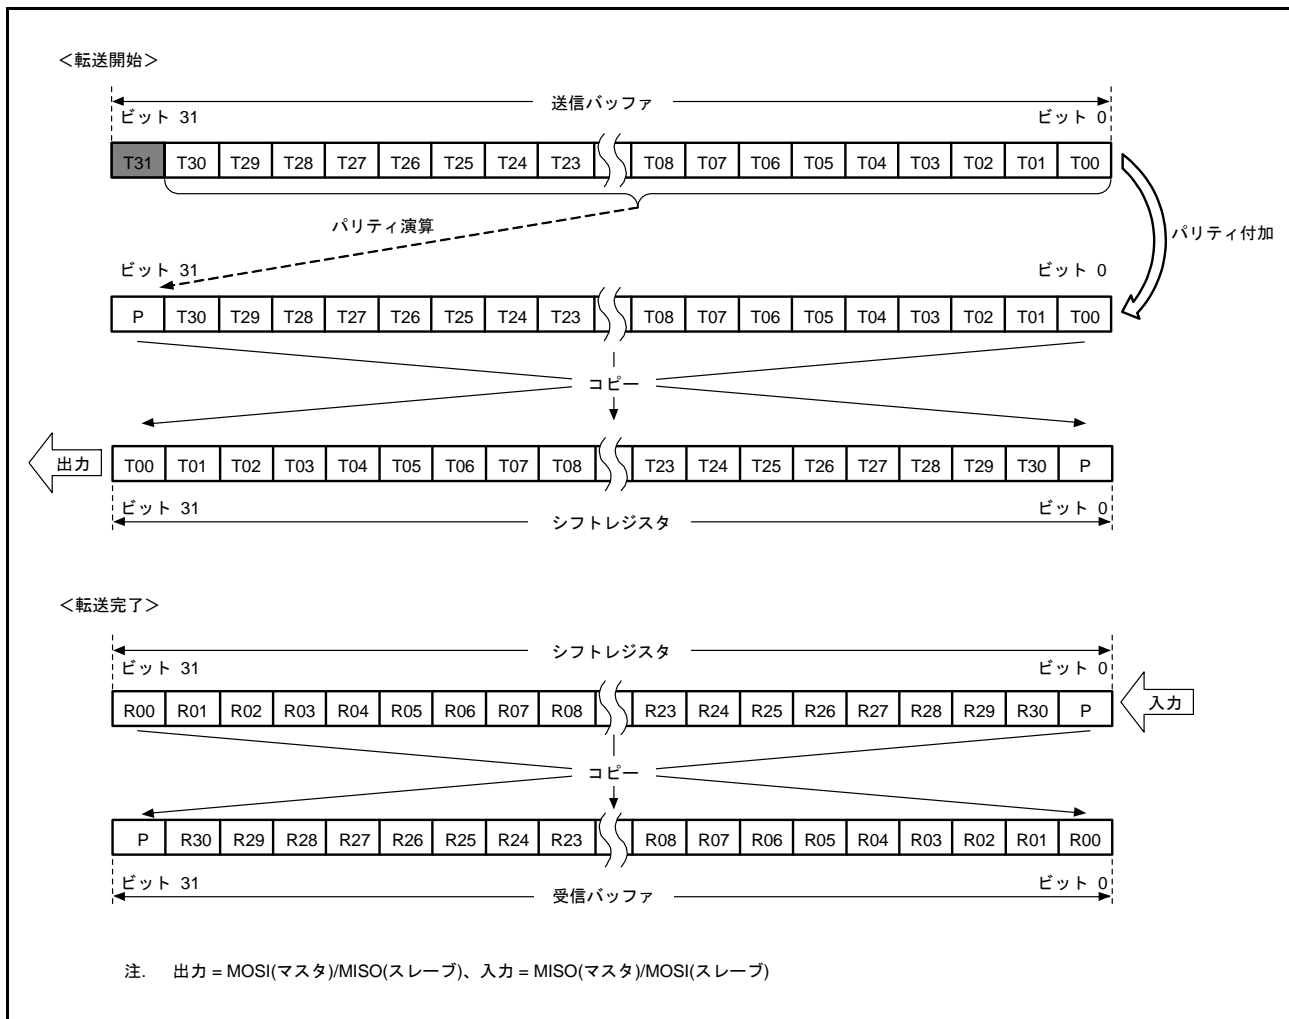 ＜転送開始＞
送信バッファ
ビット 31 ビット 0
T31 T30 T29 T28 T27 T26 T25 T24 T23 T08 T07 T06 T05 T04 T03 T02 T01 T00
パリティ演算 パリティ付加
ビット 31 ビット 0
P T30 T29 T28 T27 T26 T25 T24 T23 T08 T07 T06 T05 T04 T03 T02 T01 T00
コピー
出力 T00 T01 T02 T03 T04 T05 T06 T07 T08 T23 T24 T25 T26 T27 T28 T29 T30 P
ビット 31 ビット 0
シフトレジスタ
＜転送完了＞
シフトレジスタ
ビット 31 ビット 0
R00 R01 R02 R03 R04 R05 R06 R07 R08 R23 R24 R25 R26 R27 R28 R29 R30 P 入力
コピー
P R30 R29 R28 R27 R26 R25 R24 R23 R08 R07 R06 R05 R04 R03 R02 R01 R00
ビット 31 ビット 0
受信バッファ
注. 出力 = MOSI(マスタ)/MISO(スレーブ)、入力 = MISO(マスタ)/MOSI(スレーブ)